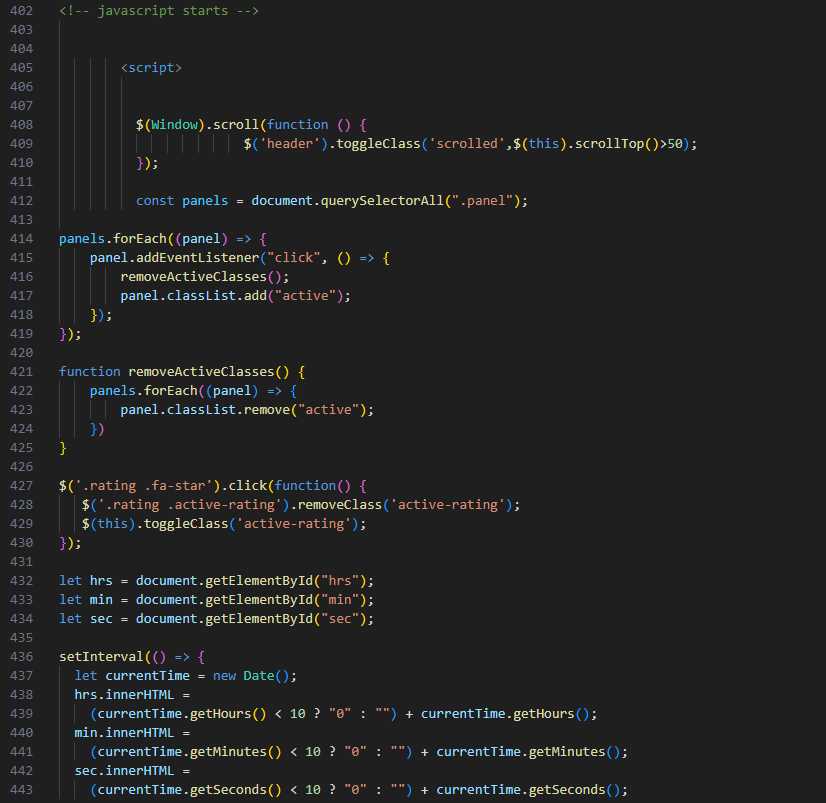 402 <!-- javascript starts -->
403
404
405 <script>
406
407
408 $(Window).scroll(function () {
409 $('header').toggleClass('scrolled',$(this).scrollTop()>50);
410 });
411
412 const panels = document.querySelectorAll(".panel");
413
414 panels.forEach((panel) => {
415 panel.addEventListener("click", () => {
416 removeActiveClasses();
417 panel.classList.add("active");
418 });
419 });
420
421 function removeActiveClasses() {
422 panels.forEach((panel) => {
423 panel.classList.remove("active");
424 })
425 }
426
427 $('.rating .fa-star').click(function() {
428 $('.rating .active-rating').removeClass('active-rating');
429 $(this).toggleClass('active-rating');
430 });
431
432 let hrs = document.getElementById("hrs");
433 let min = document.getElementById("min");
434 let sec = document.getElementById("sec");
435
436 setInterval(() => {
437 let currentTime = new Date();
438 hrs.innerHTML =
439 (currentTime.getHours() < 10 ? "0" : "") + currentTime.getHours();
440 min.innerHTML =
441 (currentTime.getMinutes() < 10 ? "0" : "") + currentTime.getMinutes();
442 sec.innerHTML =
443 (currentTime.getSeconds() < 10 ? "0" : "") + currentTime.getSeconds();